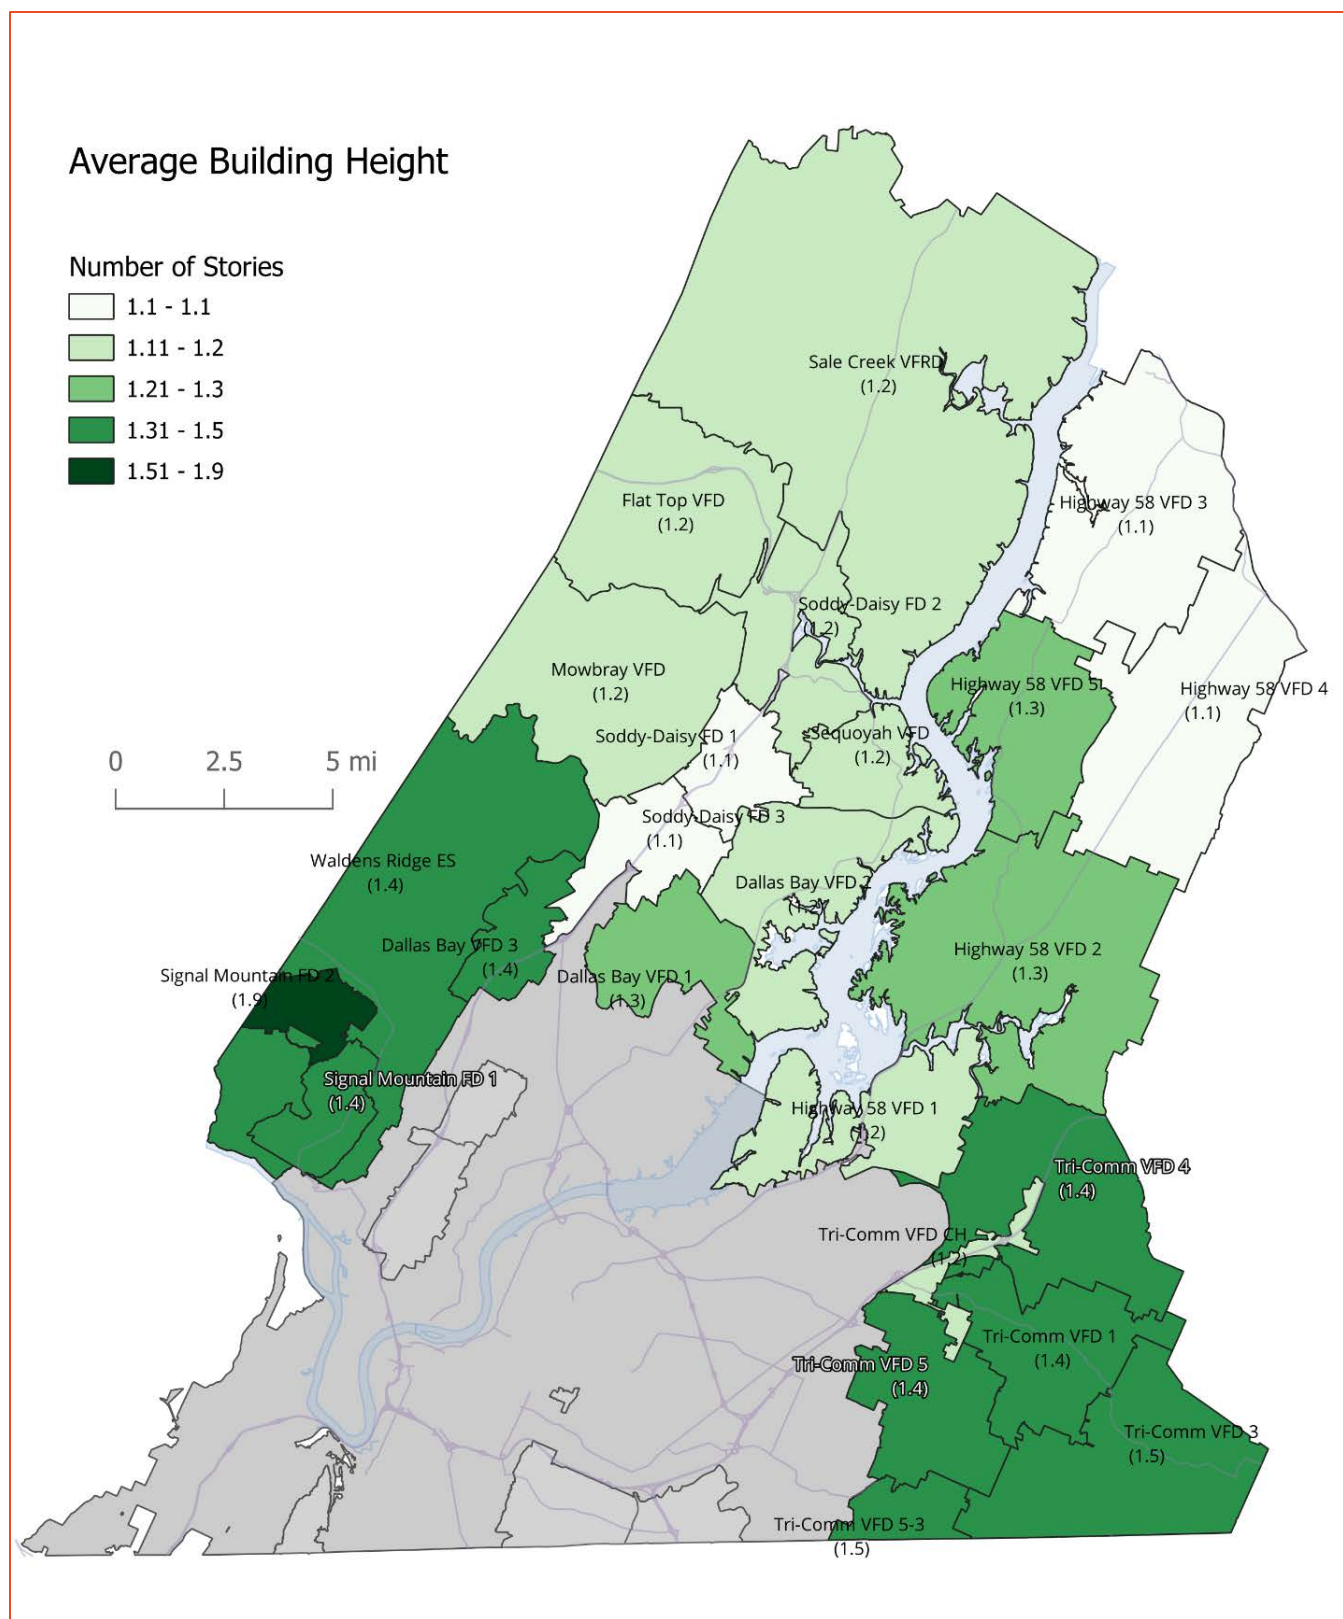 Average Building Height
Number of Stories
1.1 - 1.1
1.11 - 1.2
1.21 - 1.3
1.31 - 1.5
1.51 - 1.9
Sale Creek VFRD
(1.2)
Flat Top VFD
(1.2)
Highway 58 VFD 3
(1.1)
Soddy-Daisy FD 2
(1.2)
Mowbray VFD
(1.2)
Highway 58 VFD 5
(1.3)
Highway 58 VFD 4
(1.1)
Soddy-Daisy FD 1
(1.1)
Sequoyah VFD
(1.2)
0 2.5 5 mi
Soddy-Daisy FD 3
(1.1)
Waldens Ridge ES
(1.4)
Dallas Bay VFD 2
(1.2)
Dallas Bay VFD 3
(1.4)
Highway 58 VFD 2
(1.3)
Signal Mountain FD 2
(1.9)
Dallas Bay VFD 1
(1.3)
Signal Mountain FD 1
(1.4)
Highway 58 VFD 1
(1.2)
Tri-Comm VFD 4
(1.4)
Tri-Comm VFD CH
(1.2)
Tri-Comm VFD 1
(1.4)
Tri-Comm VFD 5
(1.4)
Tri-Comm VFD 3
(1.5)
Tri-Comm VFD 5-3
(1.5)